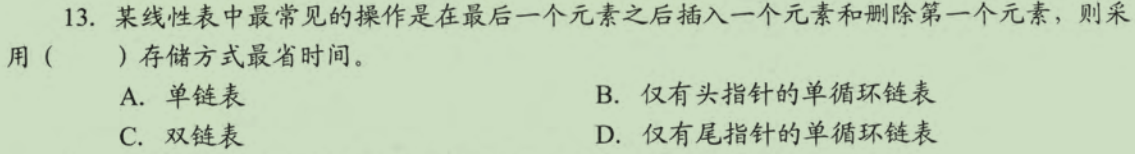 13. 某线性表中最常见的操作是在最后一个元素之后插入一个元素和删除第一个元素，则采
用（　　）存储方式最省时间。
A. 单链表　　B. 仅有头指针的单循环链表
C. 双链表　　D. 仅有尾指针的单循环链表